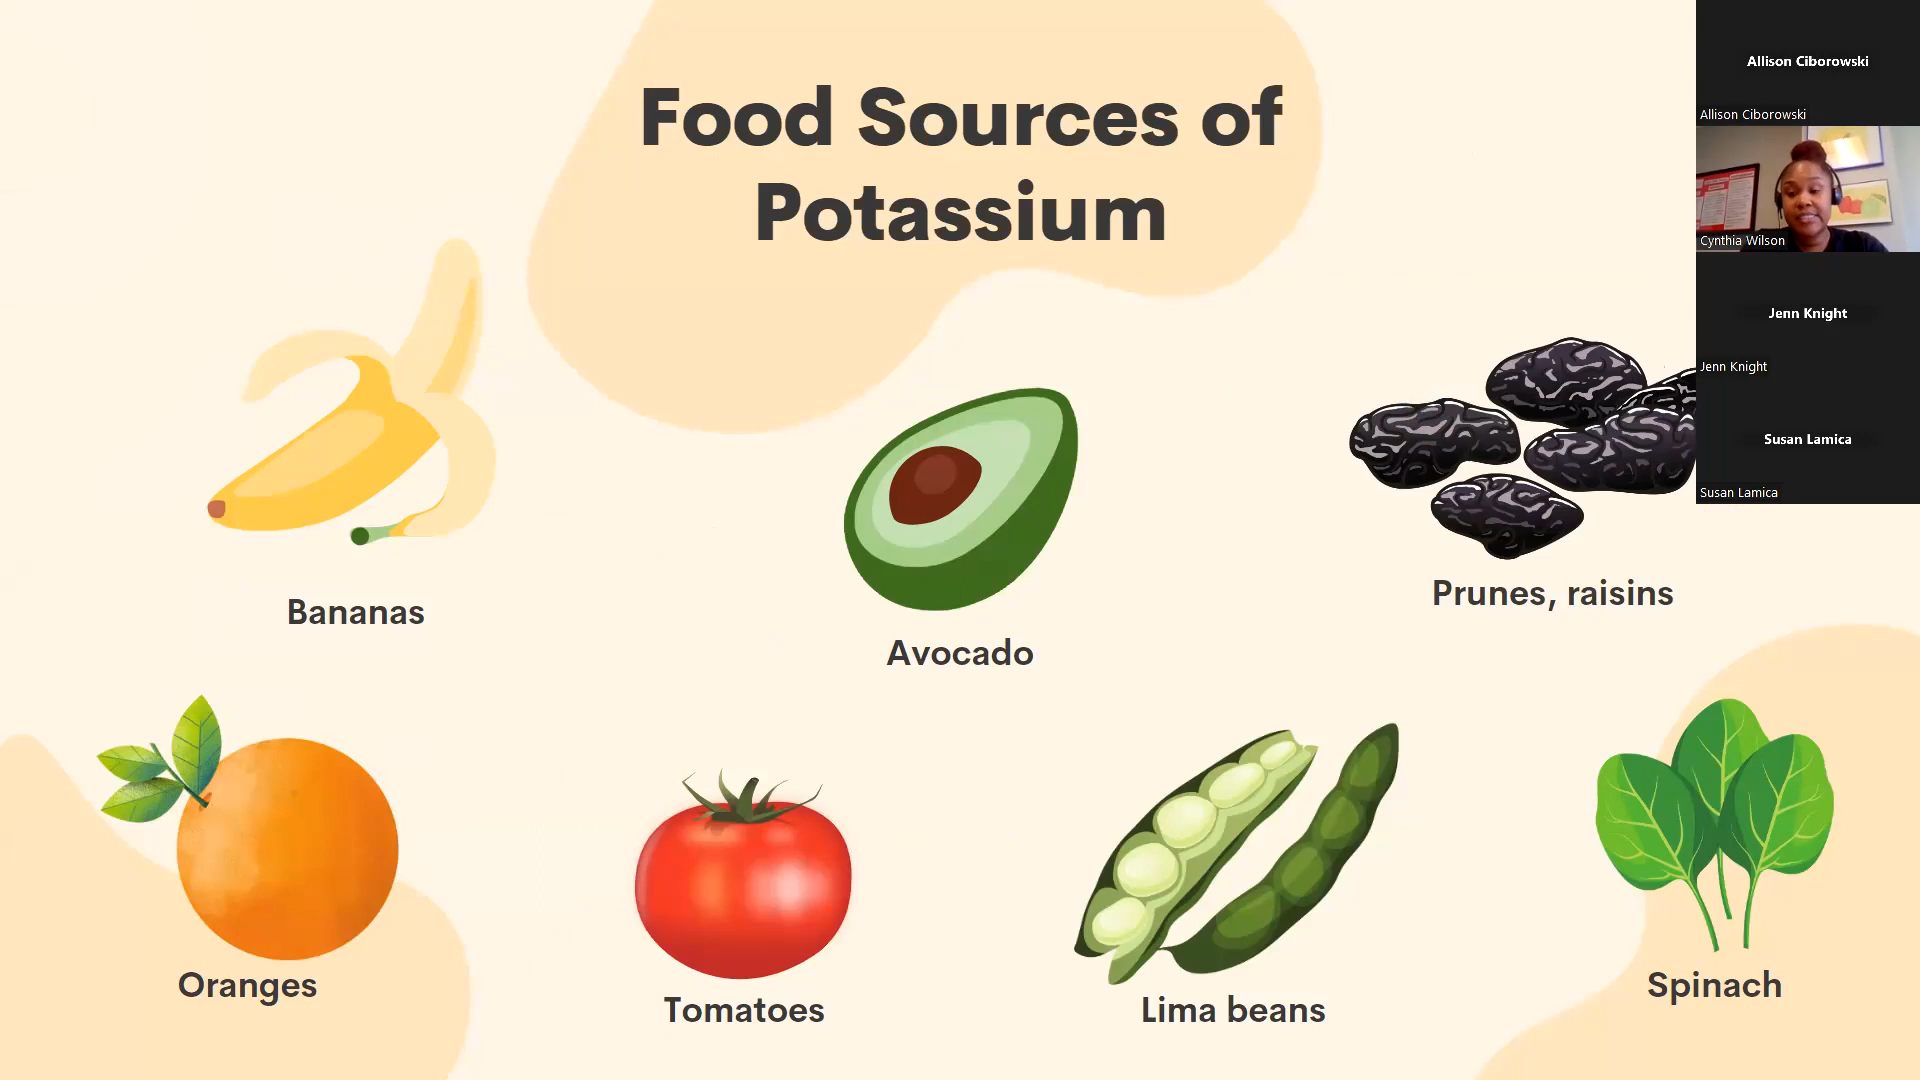 Food Sources of
Potassium
Bananas
Avocado
Prunes, raisins
Oranges
Tomatoes
Lima beans
Spinach
Allison Ciborowski
Allison Ciborowski
Cynthia Wilson
Jenn Knight
Jenn Knight
Susan Lamica
Susan Lamica